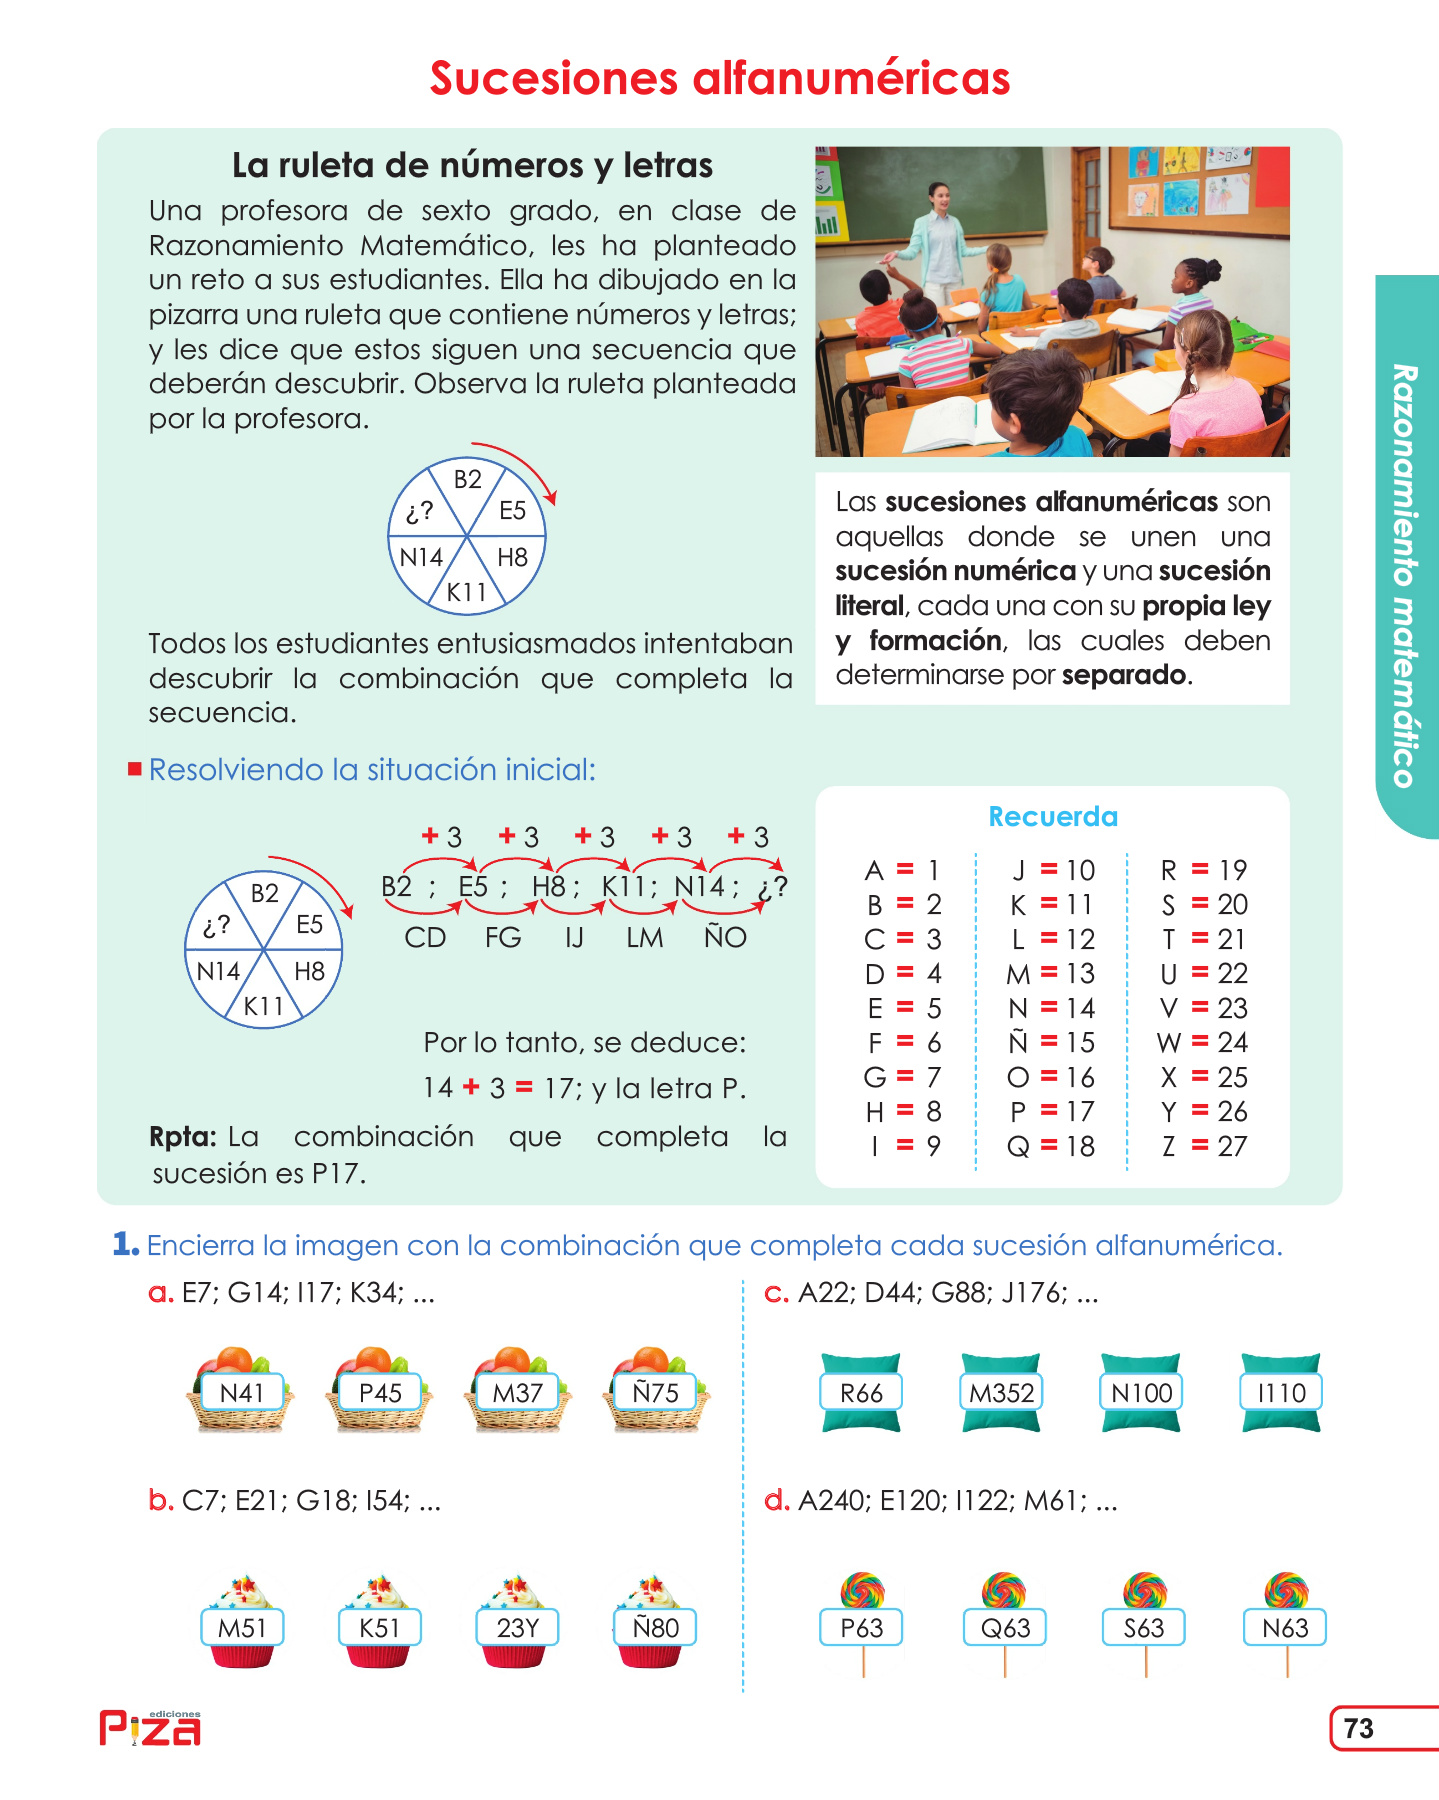 Sucesiones alfanuméricas
La ruleta de números y letras
Una profesora de sexto grado, en clase de
Razonamiento Matemático, les ha planteado
un reto a sus estudiantes. Ella ha dibujado en la
pizarra una ruleta que contiene números y letras;
y les dice que estos siguen una secuencia que
deberán descubrir. Observa la ruleta planteada
por la profesora.
B2
E5
H8
K11
N14
¿?
Todos los estudiantes entusiasmados intentaban
descubrir la combinación que completa la
secuencia.
Las sucesiones alfanuméricas son
aquellas donde se unen una
sucesión numérica y una sucesión
literal, cada una con su propia ley
y formación, las cuales deben
determinarse por separado.
Razonamiento matemático
Resolviendo la situación inicial:
B2
E5
H8
K11
N14
¿?
+ 3 + 3 + 3 + 3 + 3
B2 ; E5 ; H8 ; K11; N14 ; ¿?
CD FG IJ LM ÑO
Por lo tanto, se deduce:
14 + 3 = 17; y la letra P.
Rpta: La combinación que completa la
sucesión es P17.
Recuerda
A = 1 J = 10 R = 19
B = 2 K = 11 S = 20
C = 3 L = 12 T = 21
D = 4 M = 13 U = 22
E = 5 N = 14 V = 23
F = 6 Ñ = 15 W = 24
G = 7 O = 16 X = 25
H = 8 P = 17 Y = 26
I = 9 Q = 18 Z = 27
1. Encierra la imagen con la combinación que completa cada sucesión alfanumérica.
a. E7; G14; I17; K34; ...
N41 P45 M37 Ñ75
b. C7; E21; G18; I54; ...
M51 K51 23Y Ñ80
c. A22; D44; G88; J176; ...
R66 M352 N100 I110
d. A240; E120; I122; M61; ...
P63 Q63 S63 N63
ediciones
Piza
73